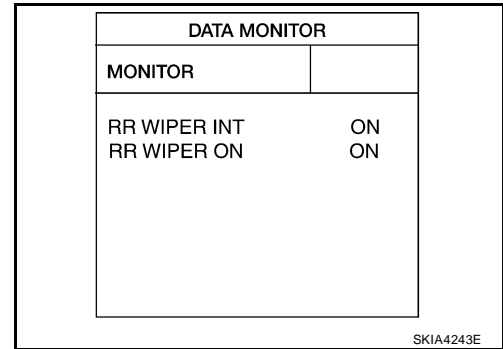 DATA MONITOR
MONITOR
RR WIPER INT ON
RR WIPER ON ON
SKIA4243E